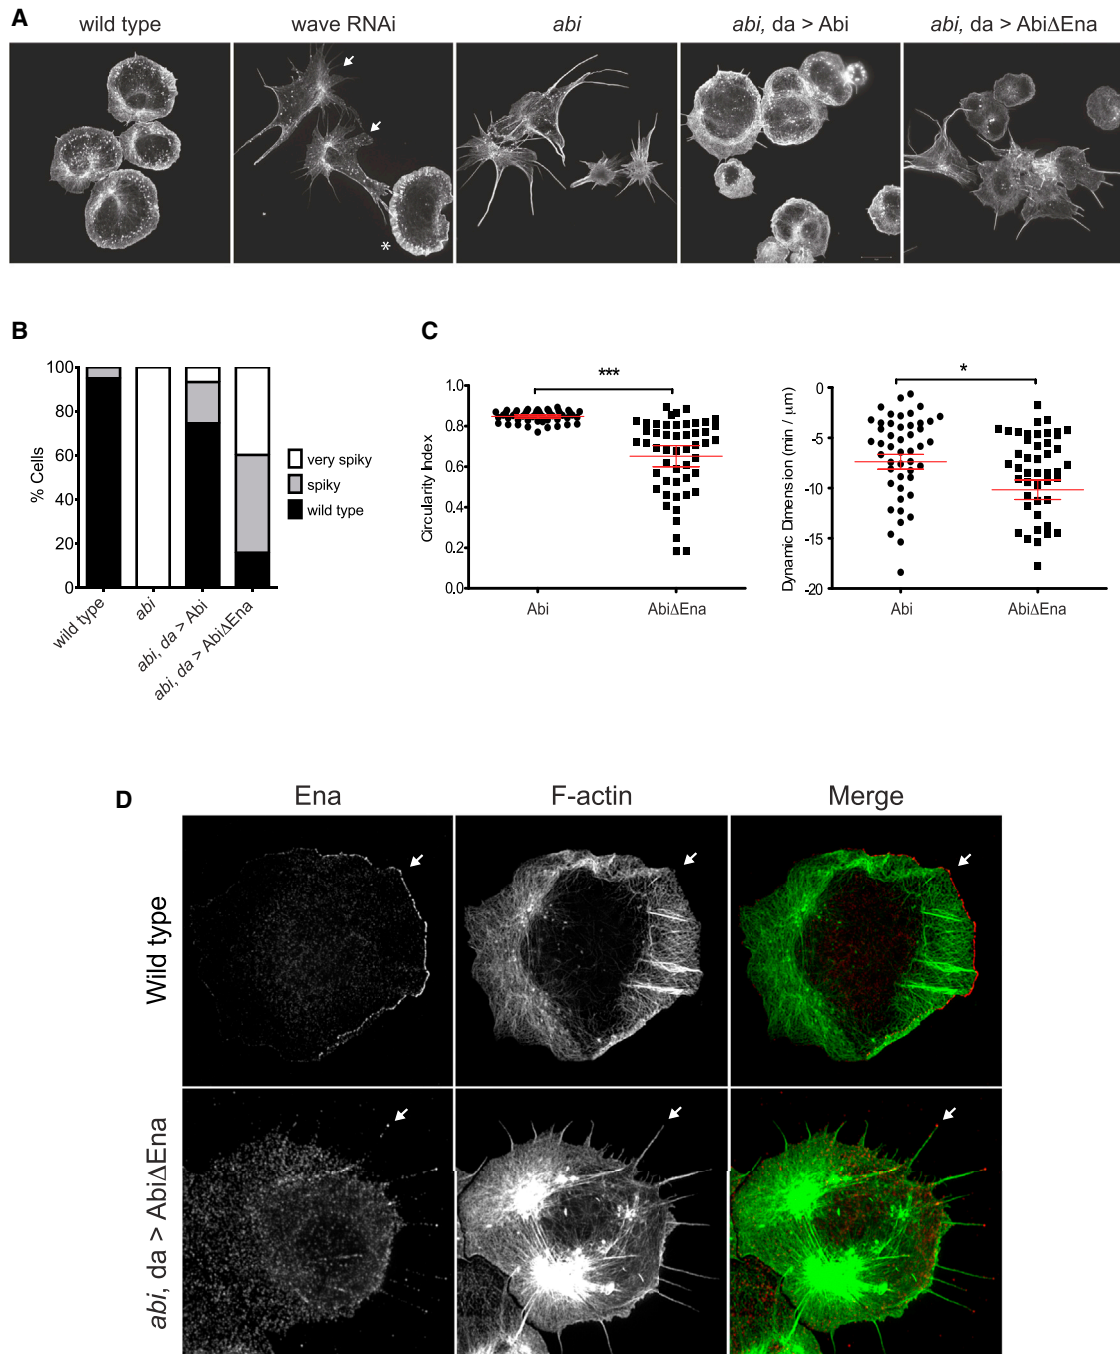 A
wild type
wave RNAi
abi
abi, da > Abi
abi, da > AbiΔEna
*
B
100
80
60
40
20
0
% Cells
wild type
abi
abi, da > Abi
abi, da > AbiΔEna
very spiky
spiky
wild type
C
***
1.0
0.8
0.6
0.4
0.2
0.0
Circularity Index
Abi
AbiΔEna
*
0
-5
-10
-15
-20
Dynamic Dimension (min / μm)
Abi
AbiΔEna
D
Ena
F-actin
Merge
Wild type
abi, da > AbiΔEna